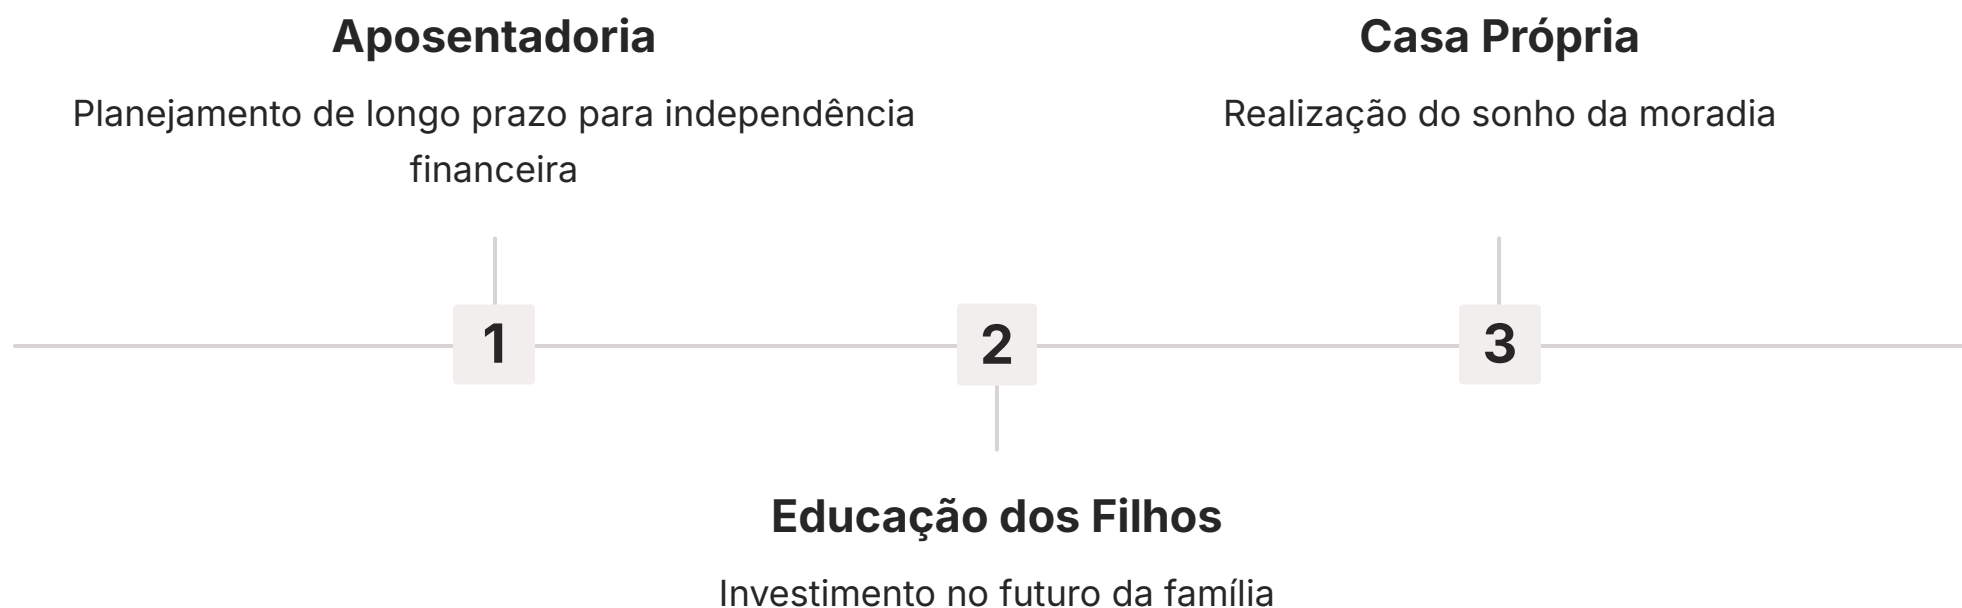 Aposentadoria
Planejamento de longo prazo para independência
financeira
Casa Própria
Realização do sonho da moradia
1
2
3
Educação dos Filhos
Investimento no futuro da família